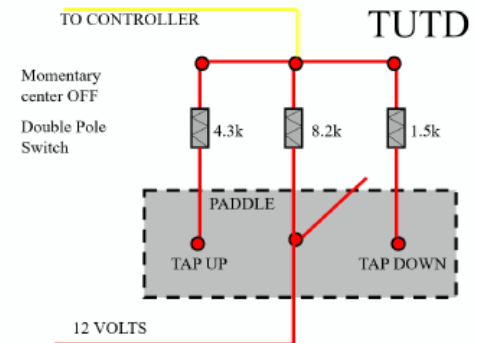 TO CONTROLLER
TUTD
Momentary
center OFF
Double Pole
Switch
4.3k
8.2k
1.5k
PADDLE
TAP UP
TAP DOWN
12 VOLTS